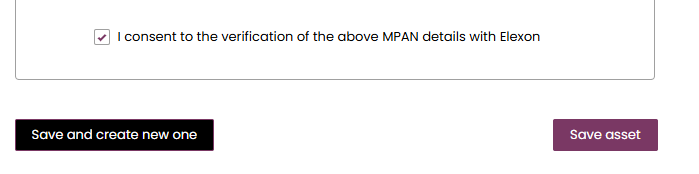 I consent to the verification of the above MPAN details with Elexon
Save and create new one
Save asset